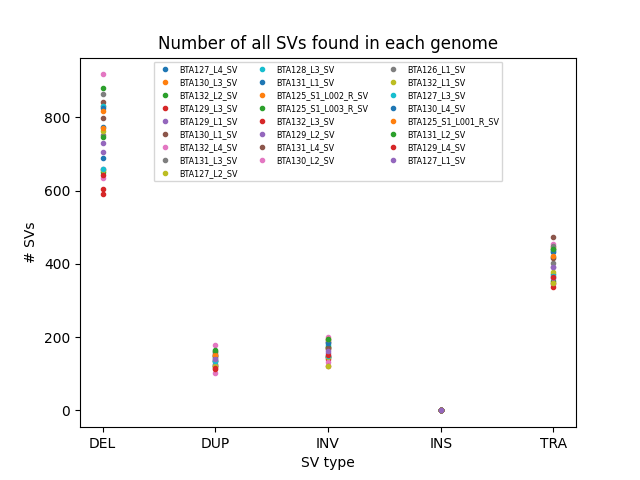 Number of all SVs found in each genome
BTA127_L4_SV BTA128_L3_SV BTA126_L1_SV
BTA130_L3_SV BTA131_L1_SV BTA132_L1_SV
BTA132_L2_SV BTA125_S1_L002_R_SV BTA127_L3_SV
BTA129_L3_SV BTA125_S1_L003_R_SV BTA130_L4_SV
BTA129_L1_SV BTA132_L3_SV BTA125_S1_L001_R_SV
BTA130_L1_SV BTA129_L2_SV BTA131_L2_SV
BTA132_L4_SV BTA131_L4_SV BTA129_L4_SV
BTA131_L3_SV BTA130_L2_SV BTA127_L1_SV
BTA127_L2_SV
800
600
400
200
0
# SVs
DEL DUP INV INS TRA
SV type